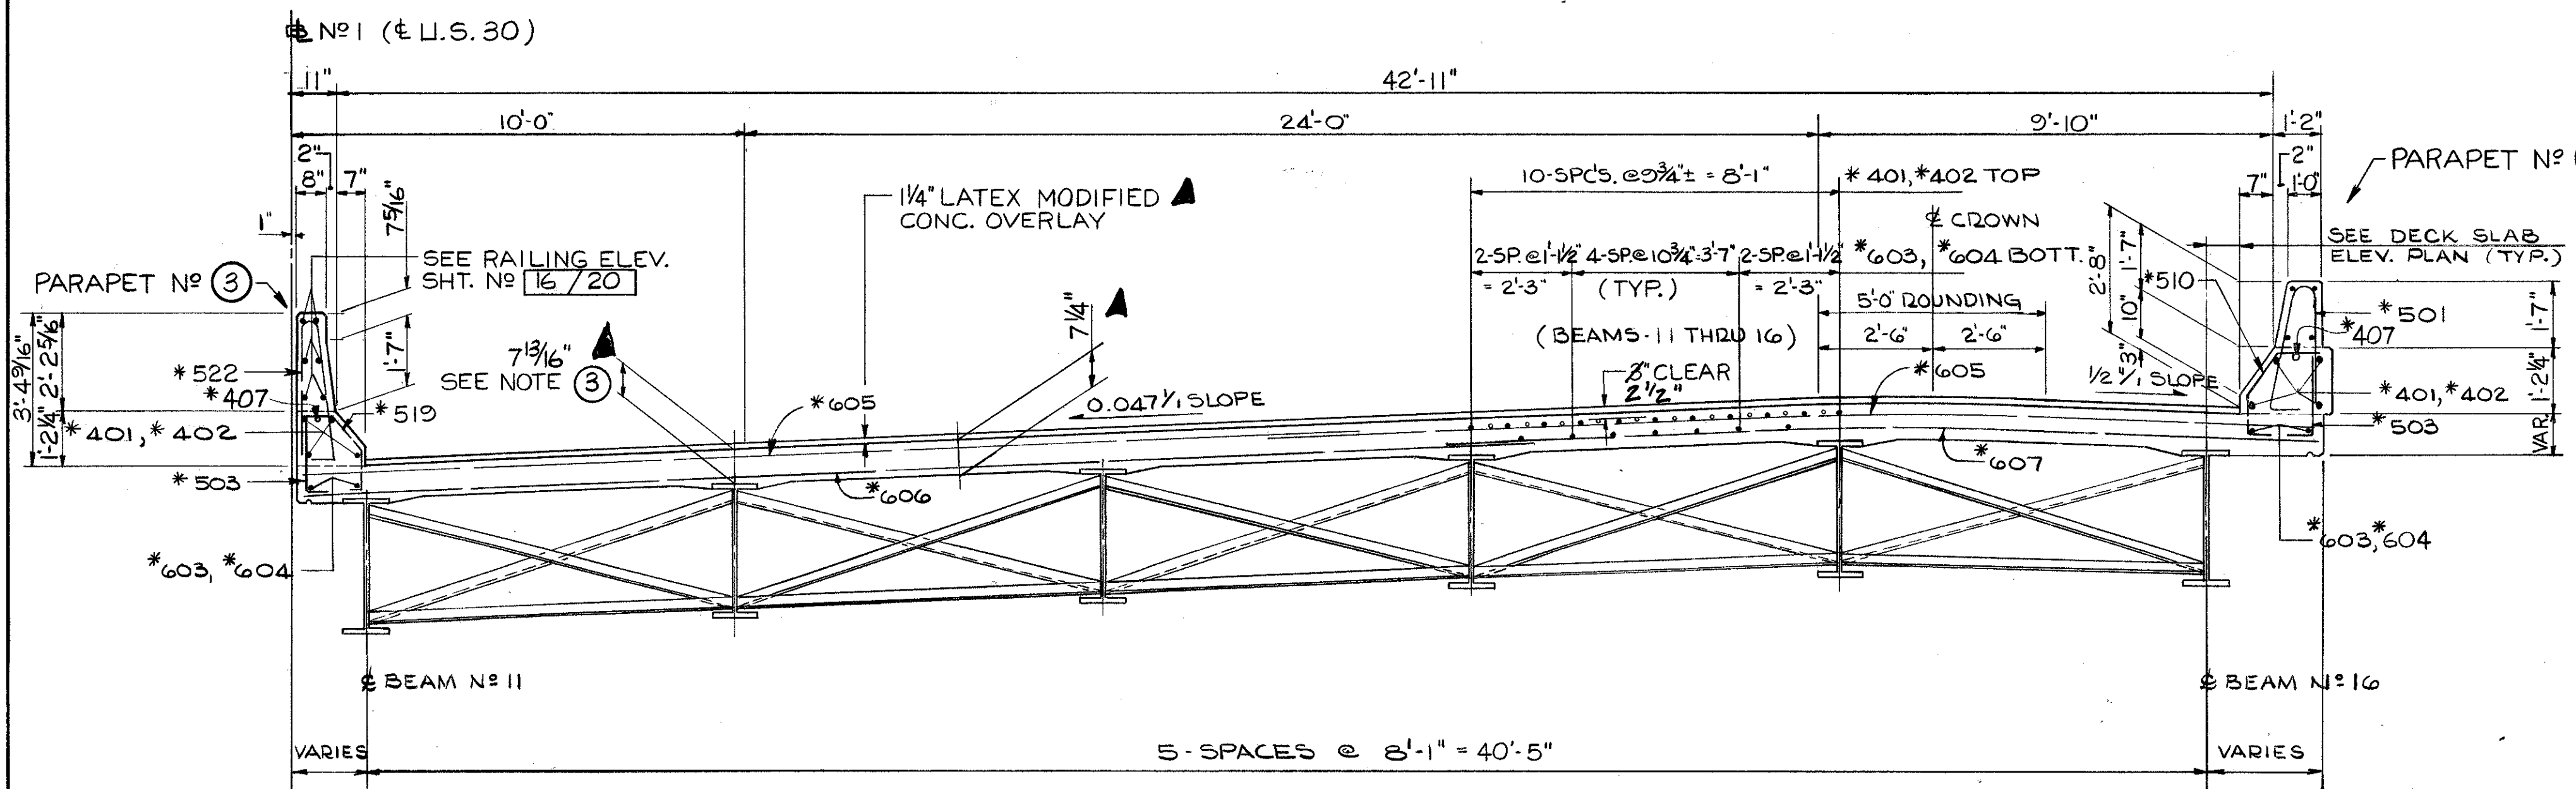 ℄ Nº 1 (℄ U.S. 30)
11"
42'-11"
10'-0"
24'-0"
9'-10"
1'-2"
2"
8"
7"
7 5/16"
1"
1 1/4" LATEX MODIFIED
CONC. OVERLAY
10-SPC'S. @ 9 3/4"± = 8'-1"
*401, *402 TOP
2"
7"
1'-0"
PARAPET Nº
℄ CROWN
SEE RAILING ELEV.
SHT. Nº 16/20
2-SP. @ 1'-1 1/2"
= 2'-3"
4-SP @ 10 3/4" = 3'-7"
(TYP.)
2-SP. @ 1'-1 1/2"
= 2'-3"
*603, *604 BOTT.
SEE DECK SLAB
ELEV. PLAN (TYP.)
PARAPET Nº 3
2'-8"
1'-7"
10"
3"
*510
5'-0" ROUNDING
(BEAMS-11 THRU 16)
2'-6"
2'-6"
*501
*407
1'-7"
3'-4 9/16"
2'-2 5/16"
1'-2 1/4"
1'-7"
7 13/16"
SEE NOTE 3
7 1/4"
*522
*407
*519
*401, *402
*605
0.047 1/1 SLOPE
3" CLEAR
2 1/2"
*605
1/2"/1 SLOPE
*401, *402
1'-2 1/4"
*503
VAR.
*503
*606
*607
*603, *604
*603, *604
℄ BEAM Nº 11
℄ BEAM Nº 16
VARIES
5-SPACES @ 8'-1" = 40'-5"
VARIES